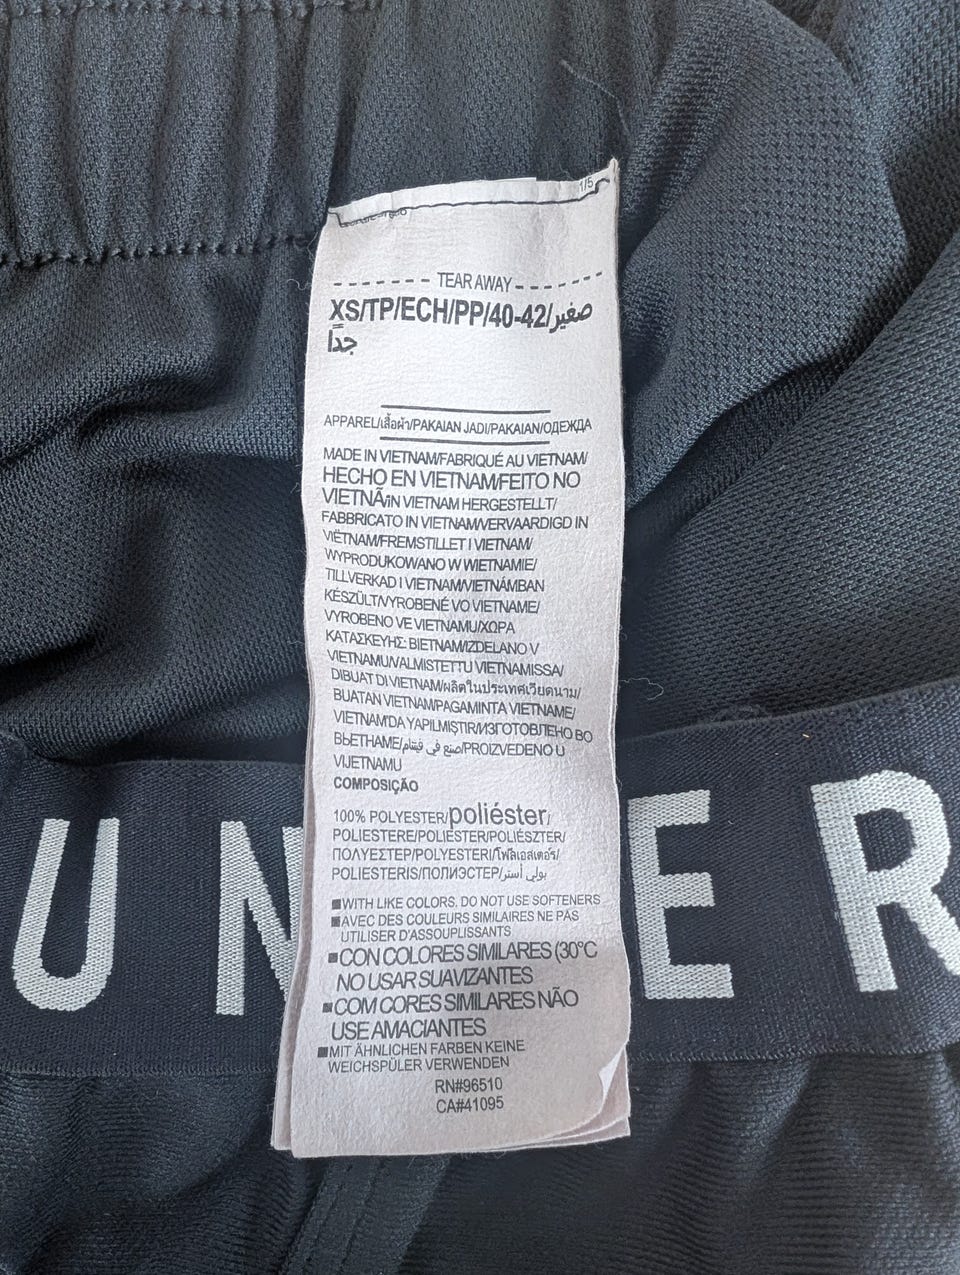 1/5
TEAR AWAY
XS/TP/ECH/PP/40-42/صغير
جدًا
APPAREL/เสื้อผ้า/PAKAIAN JADI/PAKAIAN/ОДЕЖДА
MADE IN VIETNAM/FABRIQUÉ AU VIETNAM/
HECHO EN VIETNAM/FEITO NO
VIETNÃ/IN VIETNAM HERGESTELLT/
FABBRICATO IN VIETNAM/VERVAARDIGD IN
VIËTNAM/FREMSTILLET I VIETNAM/
WYPRODUKOWANO W WIETNAMIE/
TILLVERKAD I VIETNAM/VIETNÁMBAN
KÉSZÜLT/VYROBENÉ VO VIETNAME/
VYROBENO VE VIETNAMU/ΧΩΡΑ
ΚΑΤΑΣΚΕΥΗΣ: ΒΙΕΤΝΑΜ/IZDELANO V
VIETNAMU/VALMISTETTU VIETNAMISSA/
DIBUAT DI VIETNAM/ผลิตในประเทศเวียดนาม/
BUATAN VIETNAM/PAGAMINTA VIETNAME/
VIETNAM'DA YAPILMIŞTIR/ИЗГОТОВЛЕНО ВО
ВЬЕТНАМЕ/صنع في فيتنام/PROIZVEDENO U
VIJETNAMU
COMPOSIÇÃO
100% POLYESTER/poliéster/
POLIESTERE/POLIESTER/POLIÉSZTER/
ΠΟΛΥΕΣΤΕΡ/POLYESTERI/โพลีเอสเตอร์/
POLIESTERIS/ПОЛИЭСТЕР/بولي أستر
■WITH LIKE COLORS. DO NOT USE SOFTENERS
■AVEC DES COULEURS SIMILAIRES NE PAS
UTILISER D'ASSOUPLISSANTS
■CON COLORES SIMILARES (30°C
NO USAR SUAVIZANTES
■COM CORES SIMILARES NÃO
USE AMACIANTES
■MIT ÄHNLICHEN FARBEN KEINE
WEICHSPÜLER VERWENDEN
RN#96510
CA#41095
UN ER